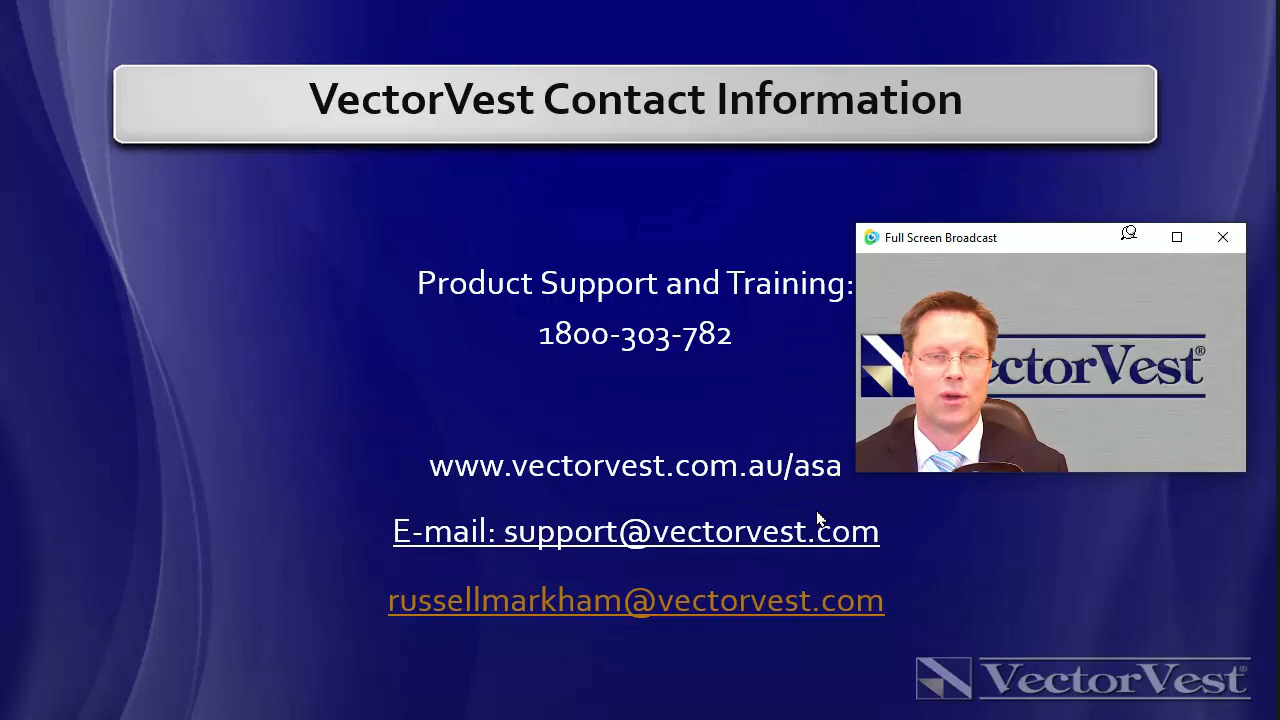 VectorVest Contact Information
Full Screen Broadcast
Product Support and Training:
1800-303-782
VectorVest®
www.vectorvest.com.au/asa
E-mail: support@vectorvest.com
russellmarkham@vectorvest.com
VectorVest®